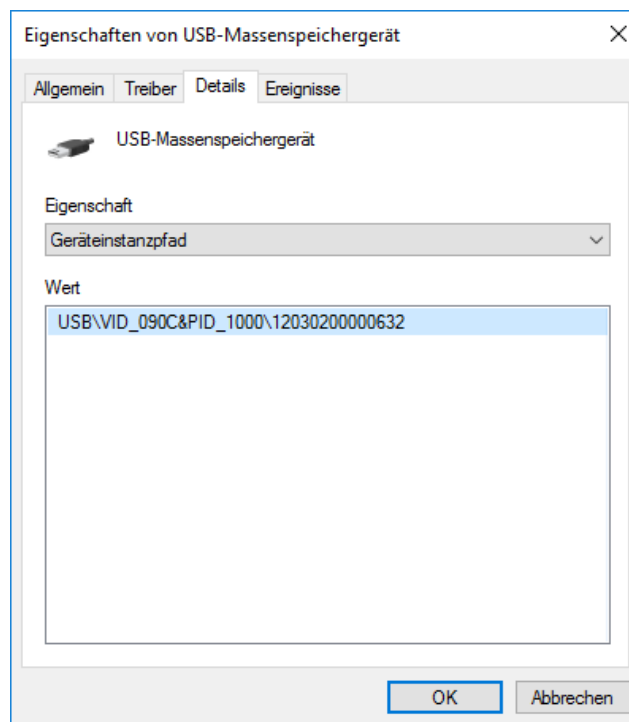 Eigenschaften von USB-Massenspeichergerät
Allgemein Treiber Details Ereignisse
USB-Massenspeichergerät
Eigenschaft
Geräteinstanzpfad
Wert
USB\VID_090C&PID_1000\12030200000632
OK Abbrechen